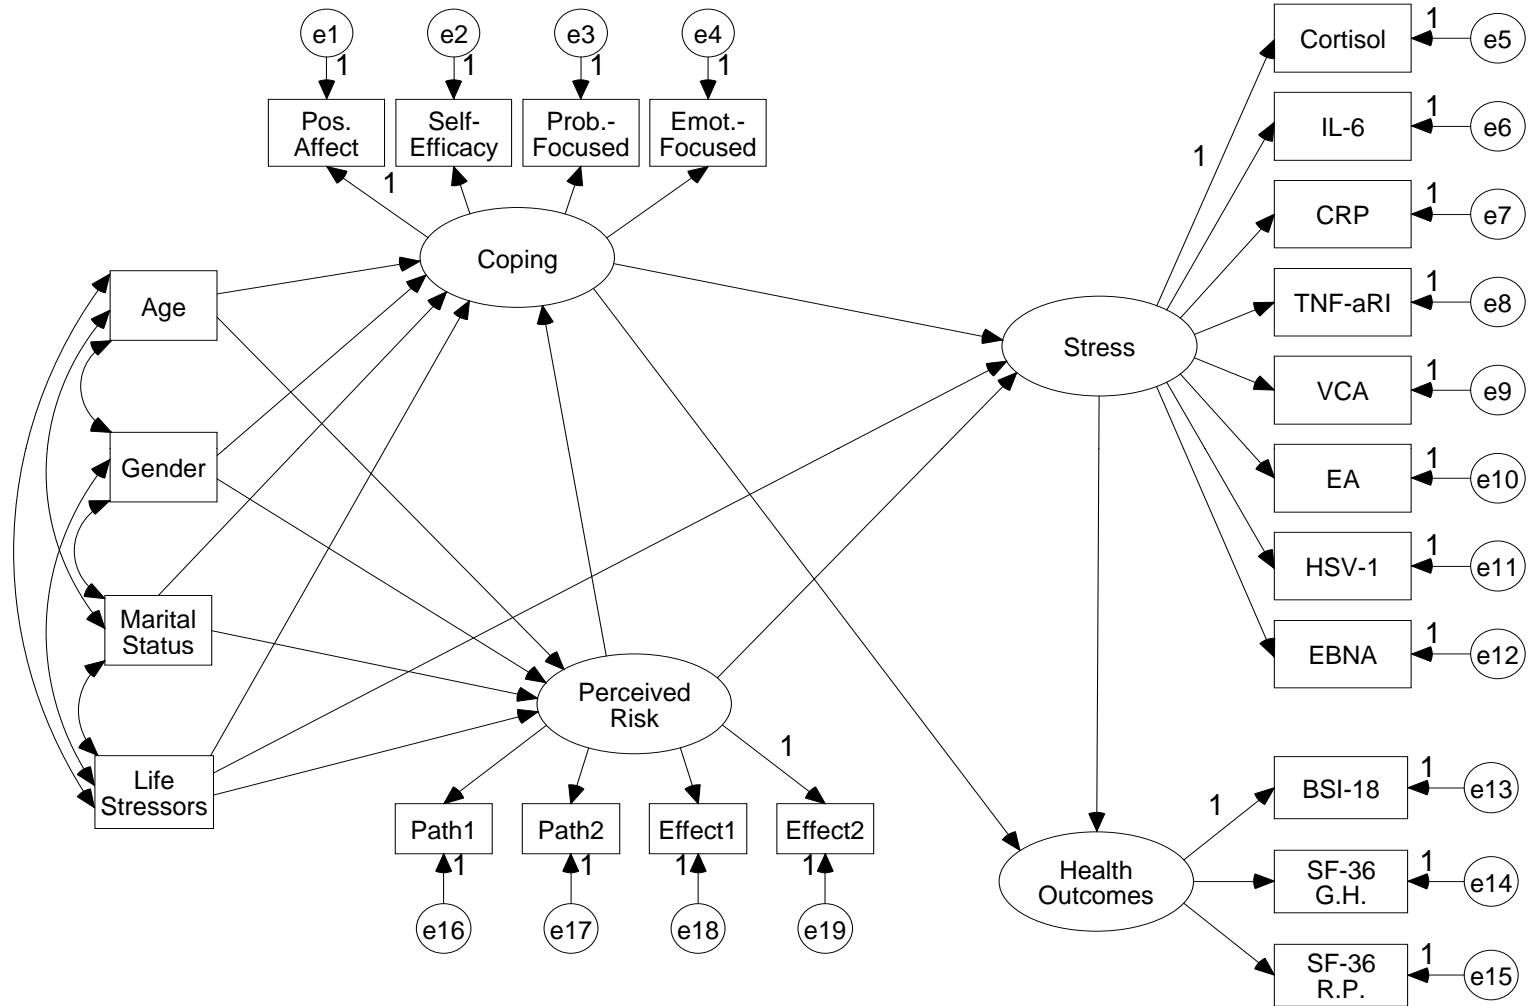 e1
e2
e3
e4
1
1
1
1
Pos.
Affect
Self-
Efficacy
Prob.-
Focused
Emot.-
Focused
1
Coping
Age
Gender
Marital
Status
Life
Stressors
Perceived
Risk
1
Path1
Path2
Effect1
Effect2
1
1
1
1
e16
e17
e18
e19
Stress
1
Cortisol
1
e5
IL-6
1
e6
CRP
1
e7
TNF-aRI
1
e8
VCA
1
e9
EA
1
e10
HSV-1
1
e11
EBNA
1
e12
Health
Outcomes
1
BSI-18
1
e13
SF-36
G.H.
1
e14
SF-36
R.P.
1
e15